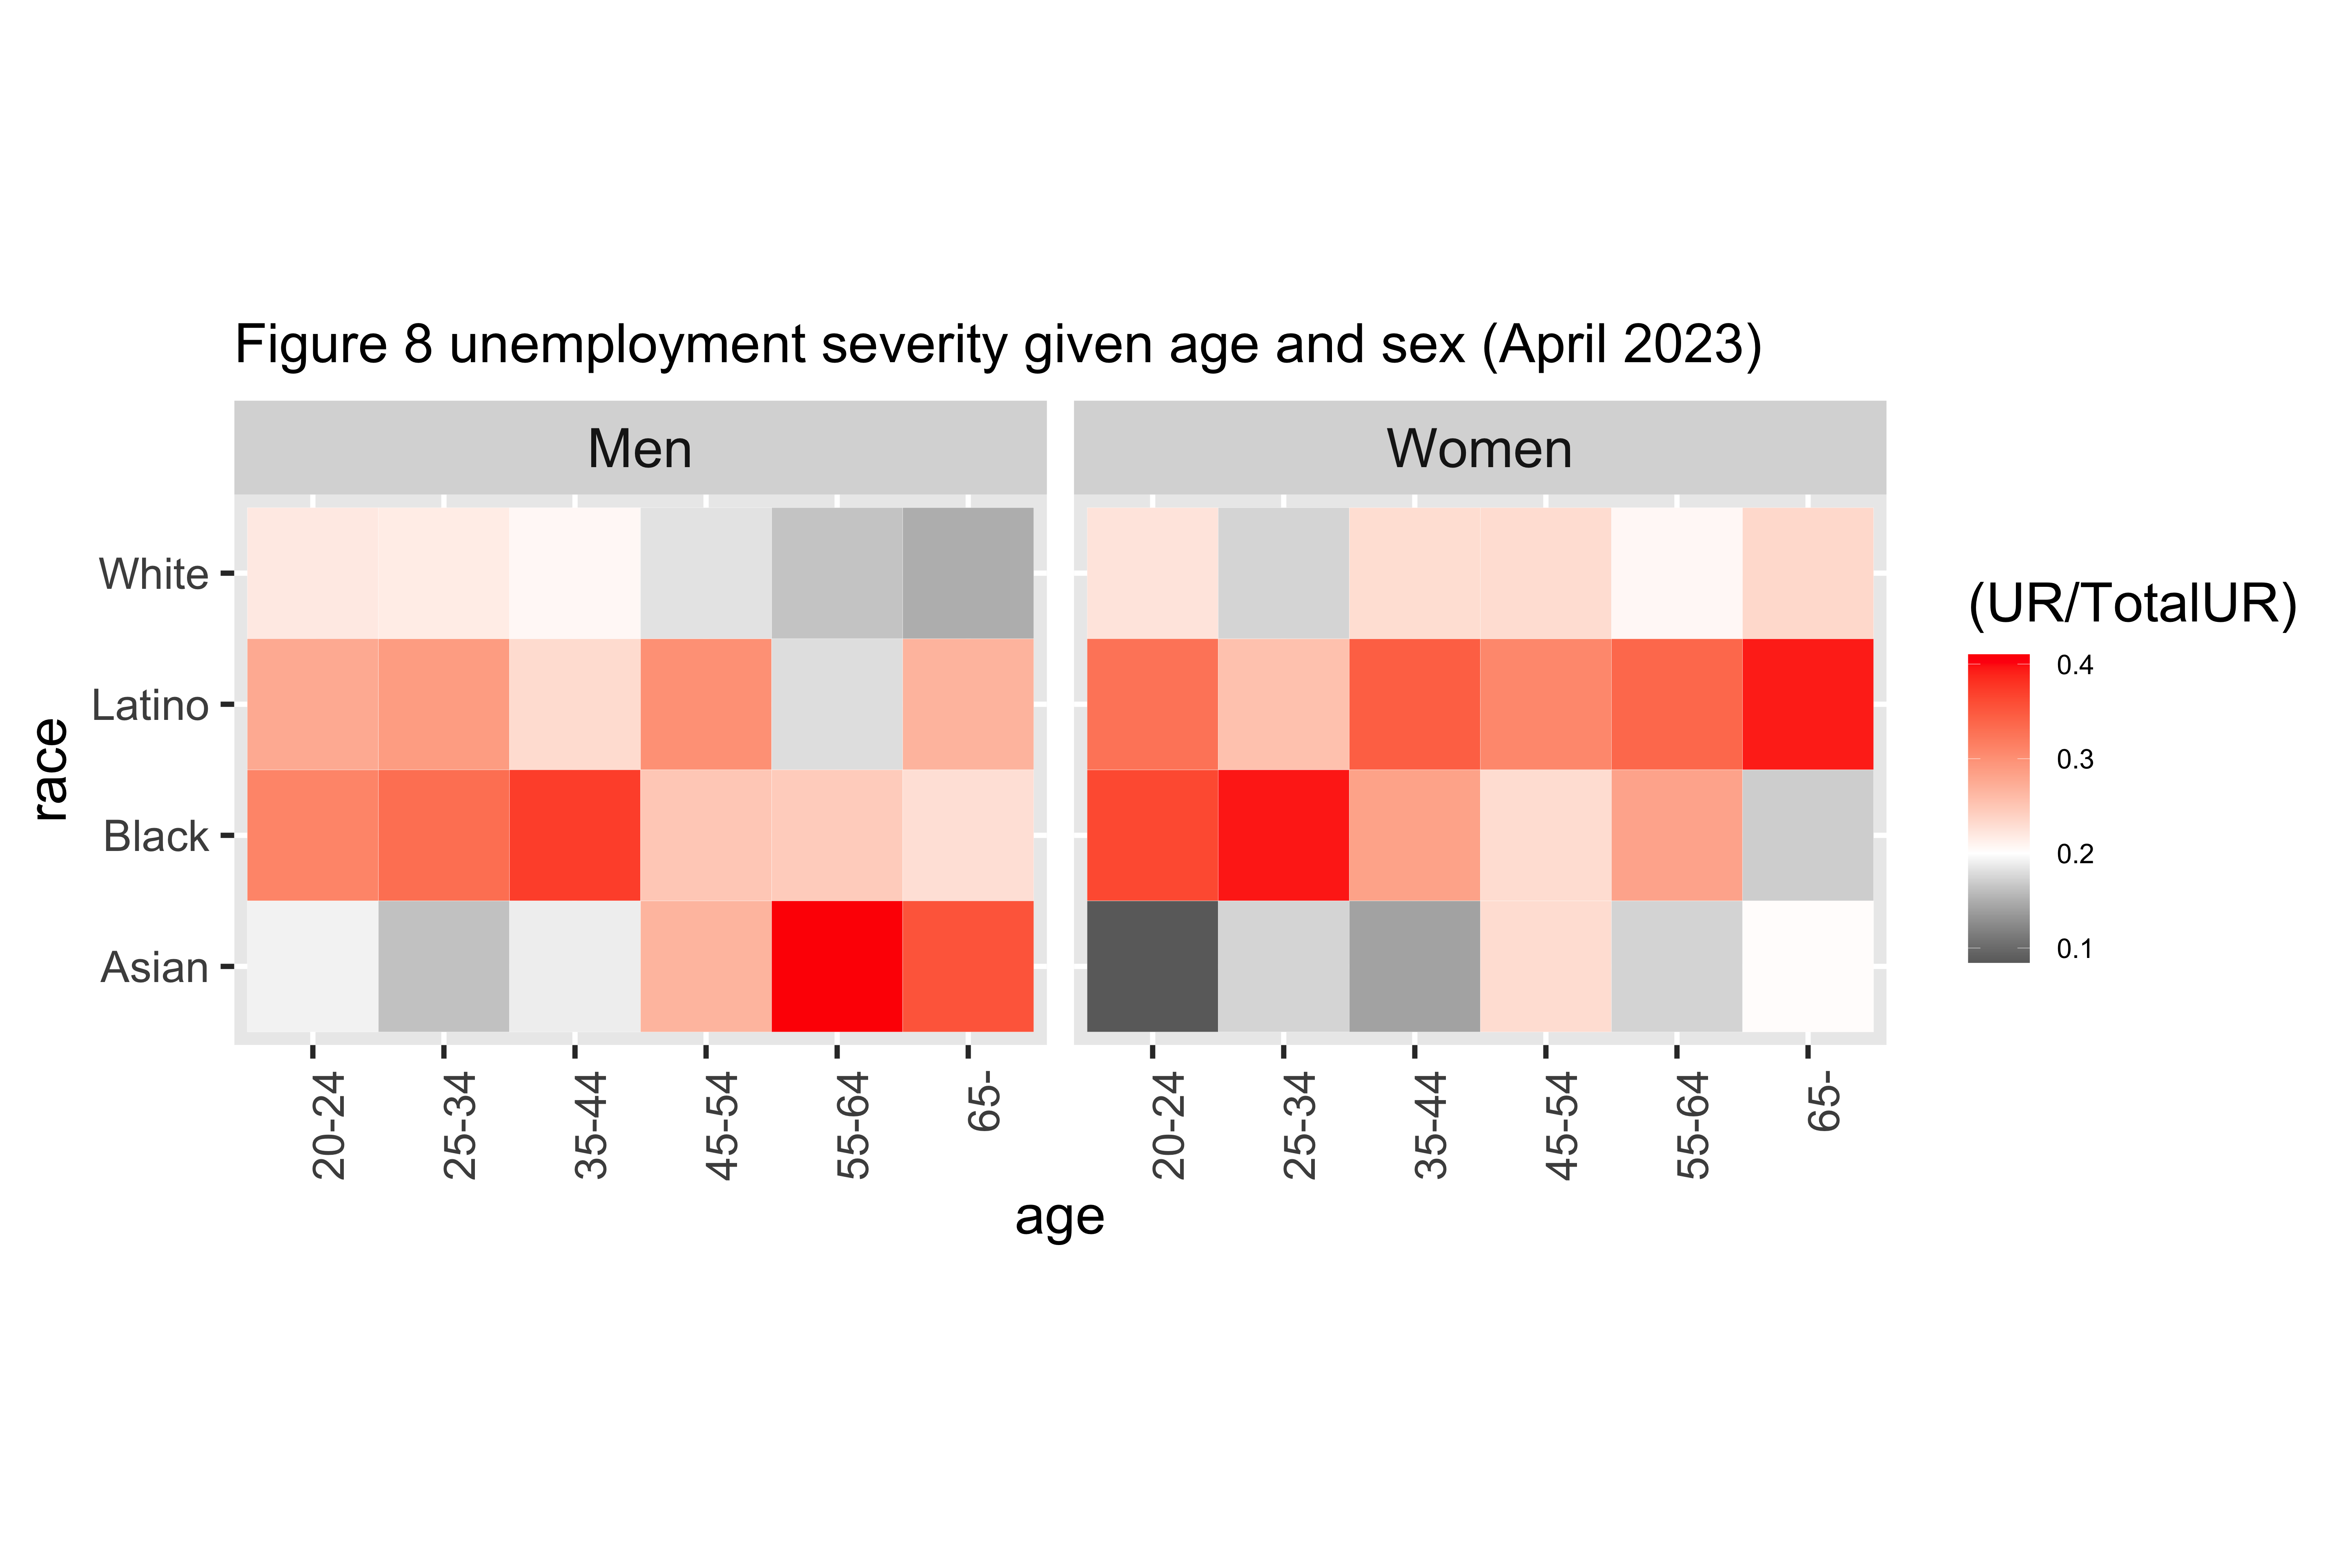 Figure 8 unemployment severity given age and sex (April 2023)
Men
Women
race
White
Latino
Black
Asian
20-24
25-34
35-44
45-54
55-64
65-
20-24
25-34
35-44
45-54
55-64
65-
age
(UR/TotalUR)
0.4
0.3
0.2
0.1